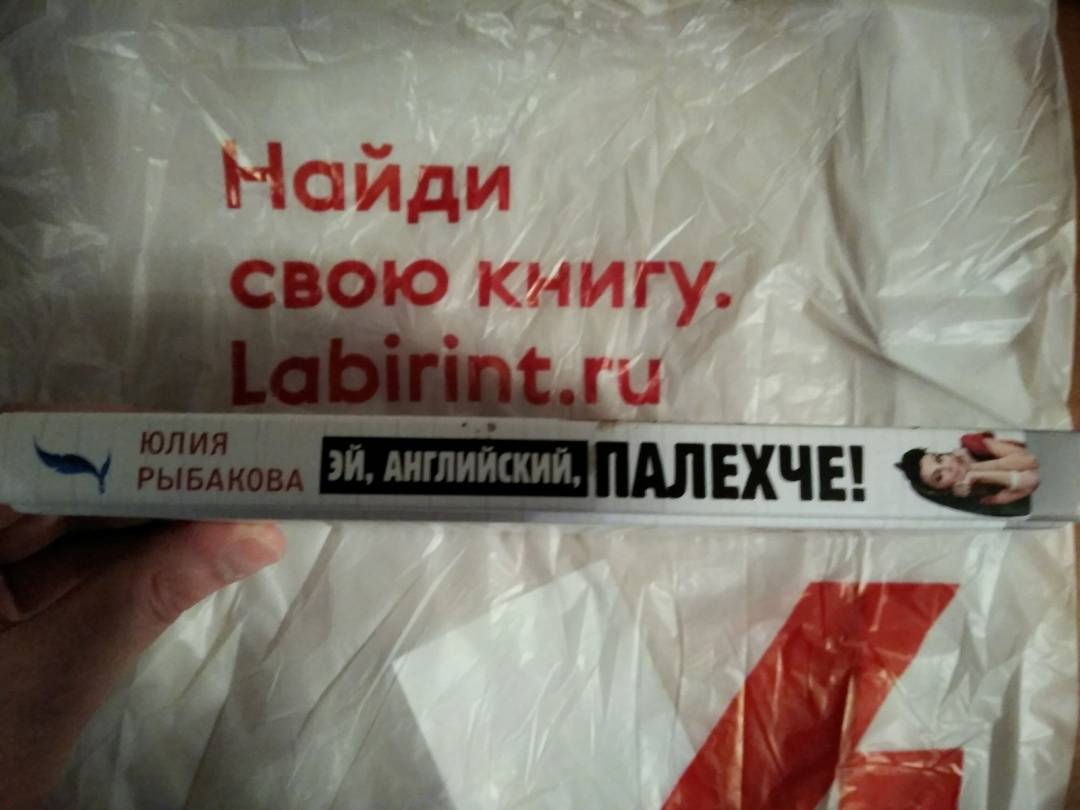 Найди
свою книгу.
Labirint.ru
ЮЛИЯ
РЫБАКОВА
ЭЙ, АНГЛИЙСКИЙ, ПАЛЕХЧЕ!